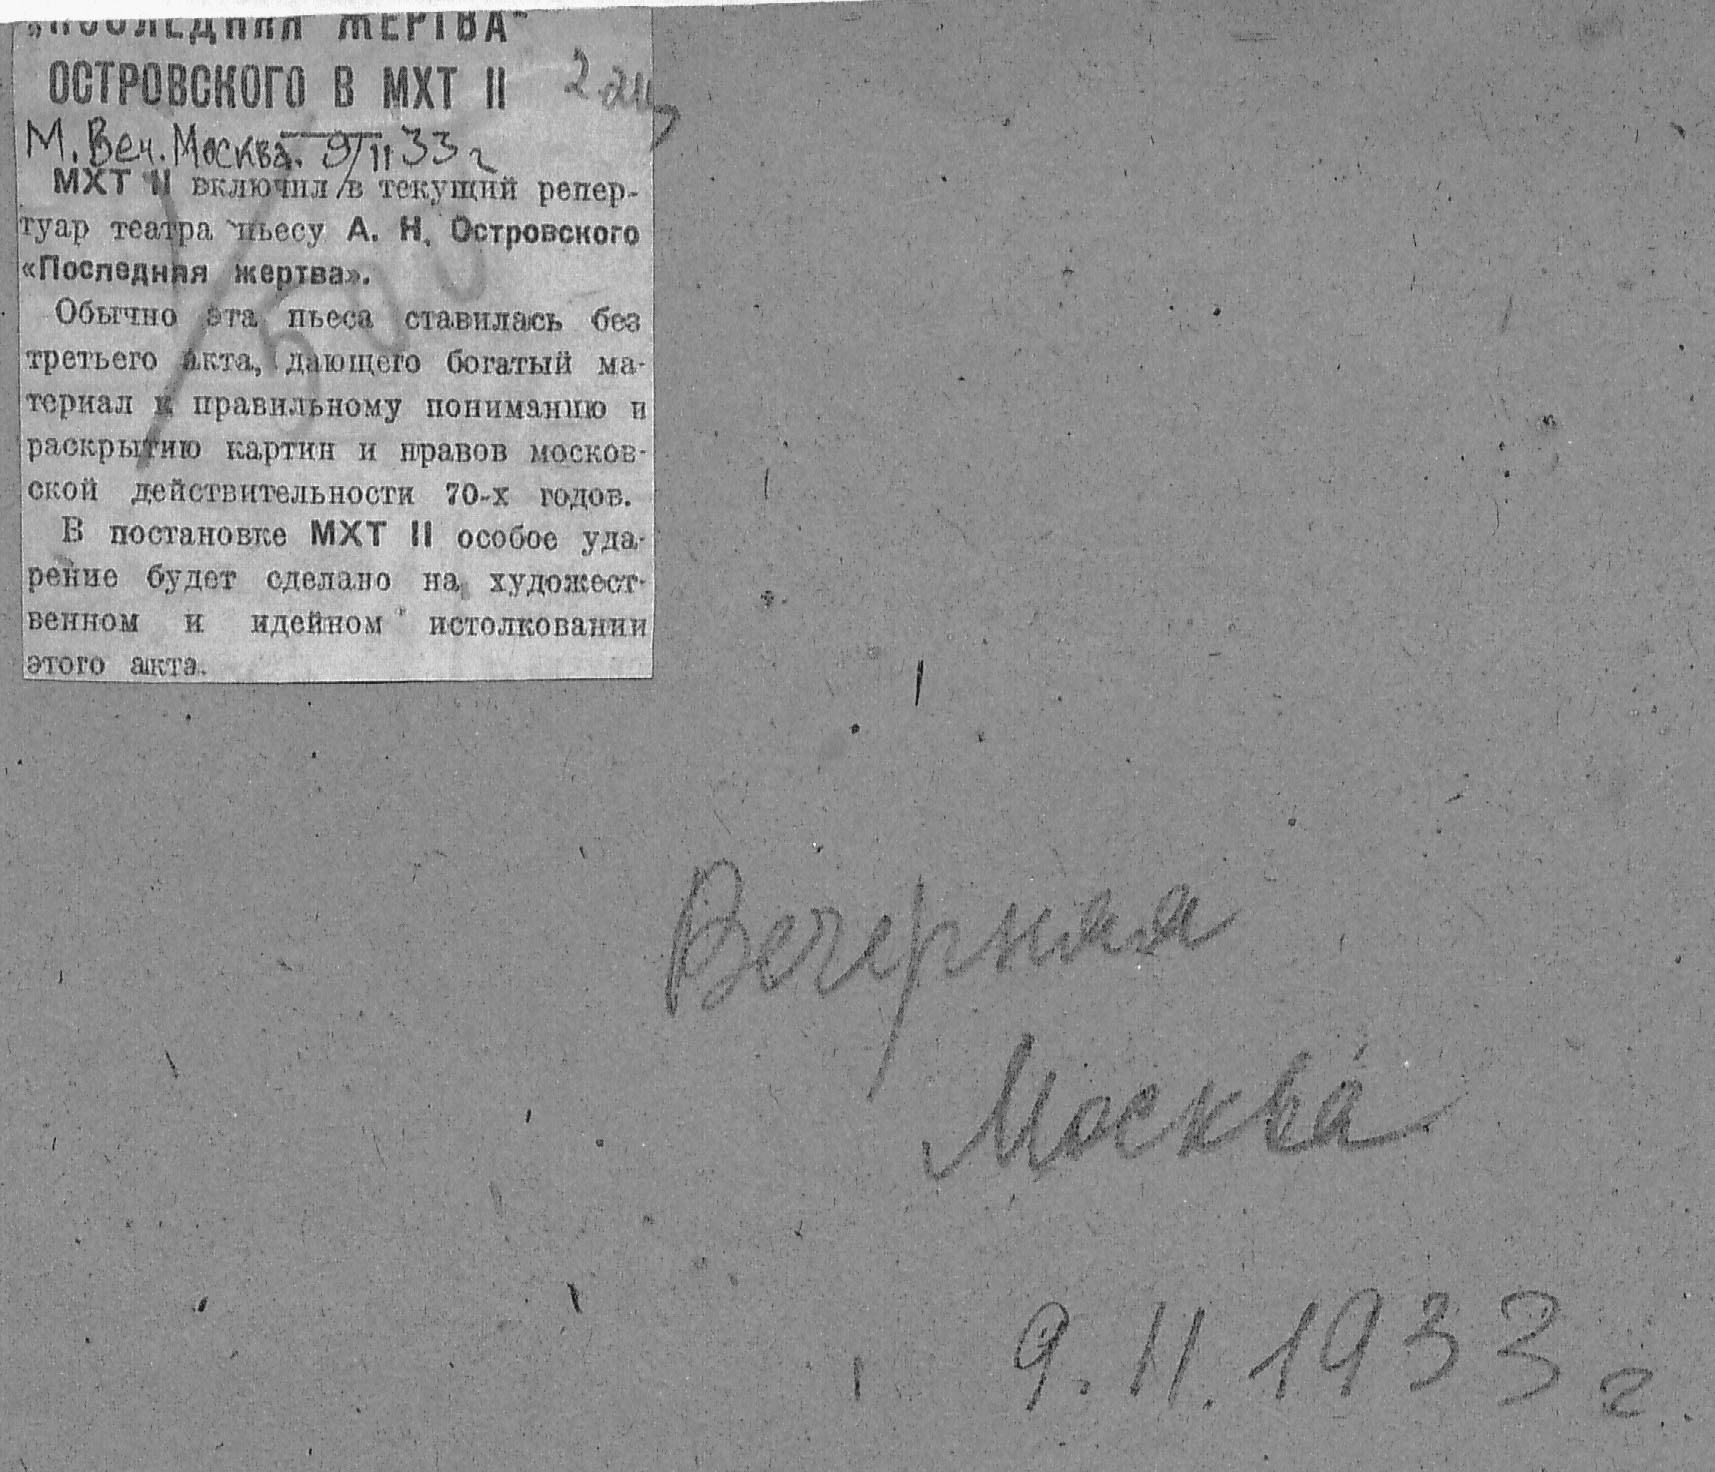 «ПОСЛЕДНЯЯ ЖЕРТВА"
ОСТРОВСКОГО В МХТ II
М. Веч. Москва. 9/II 33 г
МХТ II включил в текущий репер-
туар театра пьесу А. Н. Островского
«Последняя жертва».
Обычно эта пьеса ставилась без
третьего акта, дающего богатый ма-
териал к правильному пониманию и
раскрытию картин и нравов москов-
ской действительности 70-х годов.
В постановке МХТ II особое уда-
рение будет сделано на художест-
венном и идейном истолковании
этого акта.
Вечерняя
Москва
9. II. 1933 г.